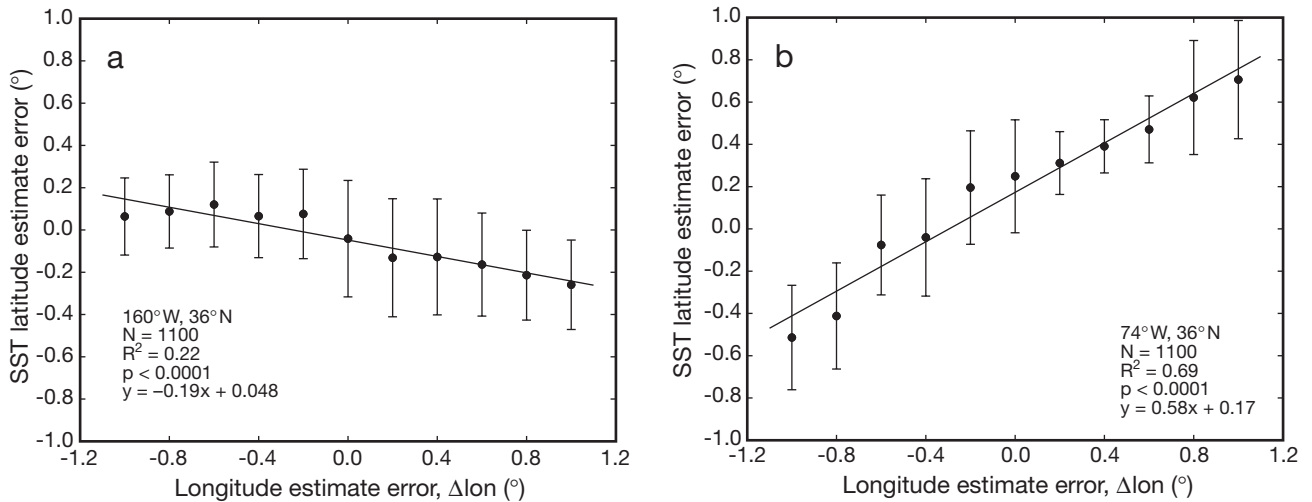 a
1.0
0.8
0.6
0.4
0.2
0.0
-0.2
-0.4
-0.6
-0.8
-1.0
SST latitude estimate error (°)
160°W, 36°N
N = 1100
R² = 0.22
p < 0.0001
y = –0.19x + 0.048
-1.2
-0.8
-0.4
0.0
0.4
0.8
1.2
Longitude estimate error, Δlon (°)
b
1.0
0.8
0.6
0.4
0.2
0.0
-0.2
-0.4
-0.6
-0.8
-1.0
SST latitude estimate error (°)
74°W, 36°N
N = 1100
R² = 0.69
p < 0.0001
y = 0.58x + 0.17
-1.2
-0.8
-0.4
0.0
0.4
0.8
1.2
Longitude estimate error, Δlon (°)